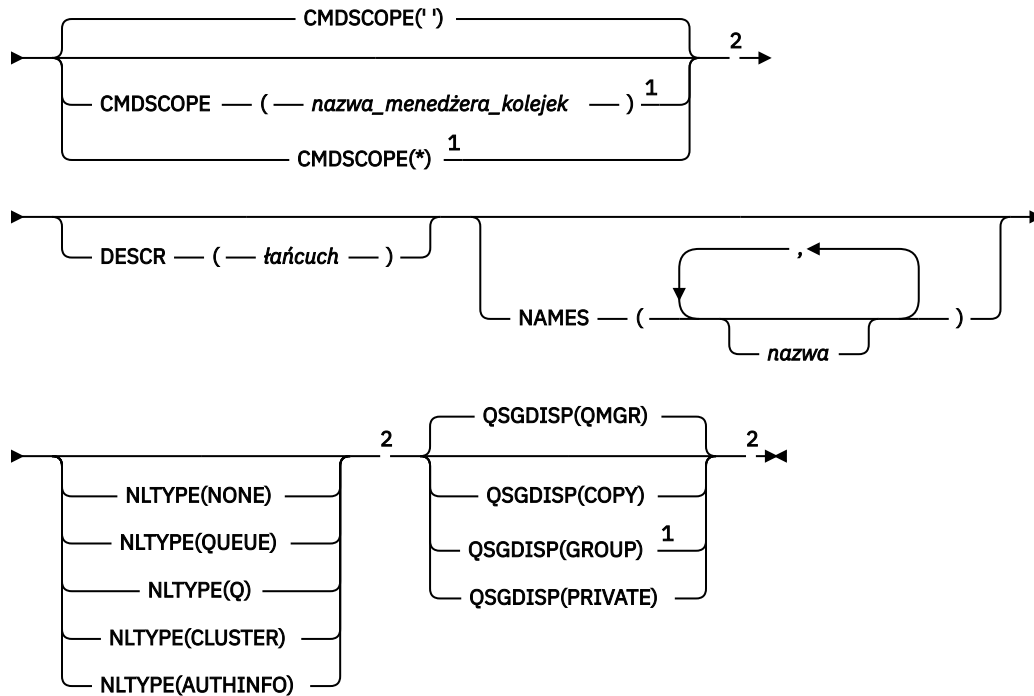 CMDSCOPE(' ')
2
CMDSCOPE ( nazwa_menedżera_kolejek ) 1
CMDSCOPE(*) 1
DESCR ( łańcuch )
,
NAMES ( )
nazwa
QSGDISP(QMGR)
2 2
NLTYPE(NONE) QSGDISP(COPY)
NLTYPE(QUEUE) QSGDISP(GROUP) 1
NLTYPE(Q) QSGDISP(PRIVATE)
NLTYPE(CLUSTER)
NLTYPE(AUTHINFO)